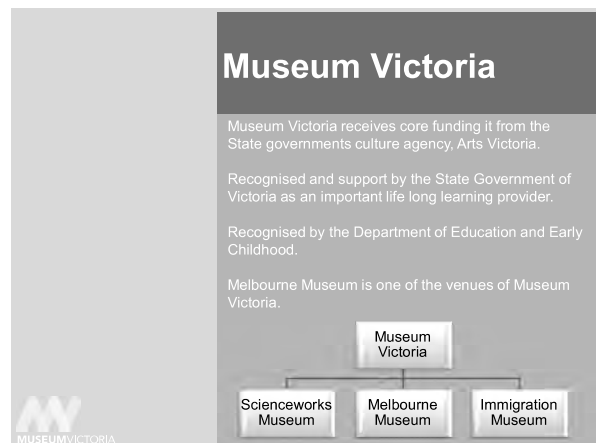 Museum Victoria
Museum Victoria receives core funding it from the
State governments culture agency, Arts Victoria.
Recognised and support by the State Government of
Victoria as an important life long learning provider.
Recognised by the Department of Education and Early
Childhood.
Melbourne Museum is one of the venues of Museum
Victoria.
Museum
Victoria
Scienceworks
Museum
Melbourne
Museum
Immigration
Museum
MUSEUMVICTORIA